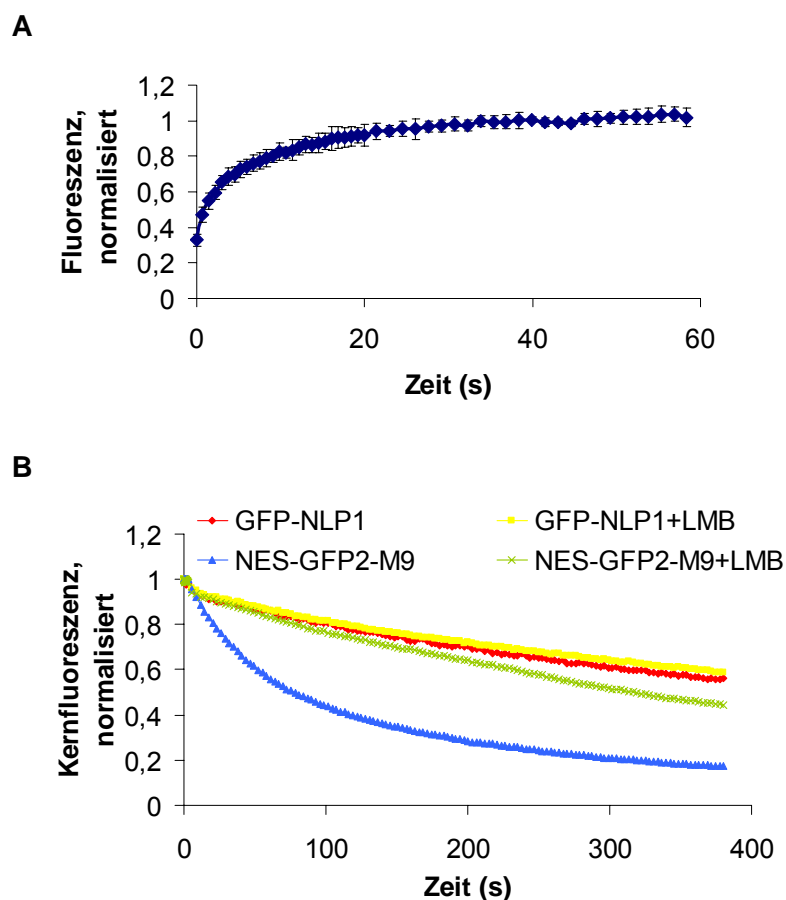 A
1,2
1
0,8
0,6
0,4
0,2
0
Fluoreszenz,
normalisiert
0 20 40 60
Zeit (s)
B
GFP-NLP1 GFP-NLP1+LMB
NES-GFP2-M9 NES-GFP2-M9+LMB
1,2
1
0,8
0,6
0,4
0,2
0
Kernfluoreszenz,
normalisiert
0 100 200 300 400
Zeit (s)